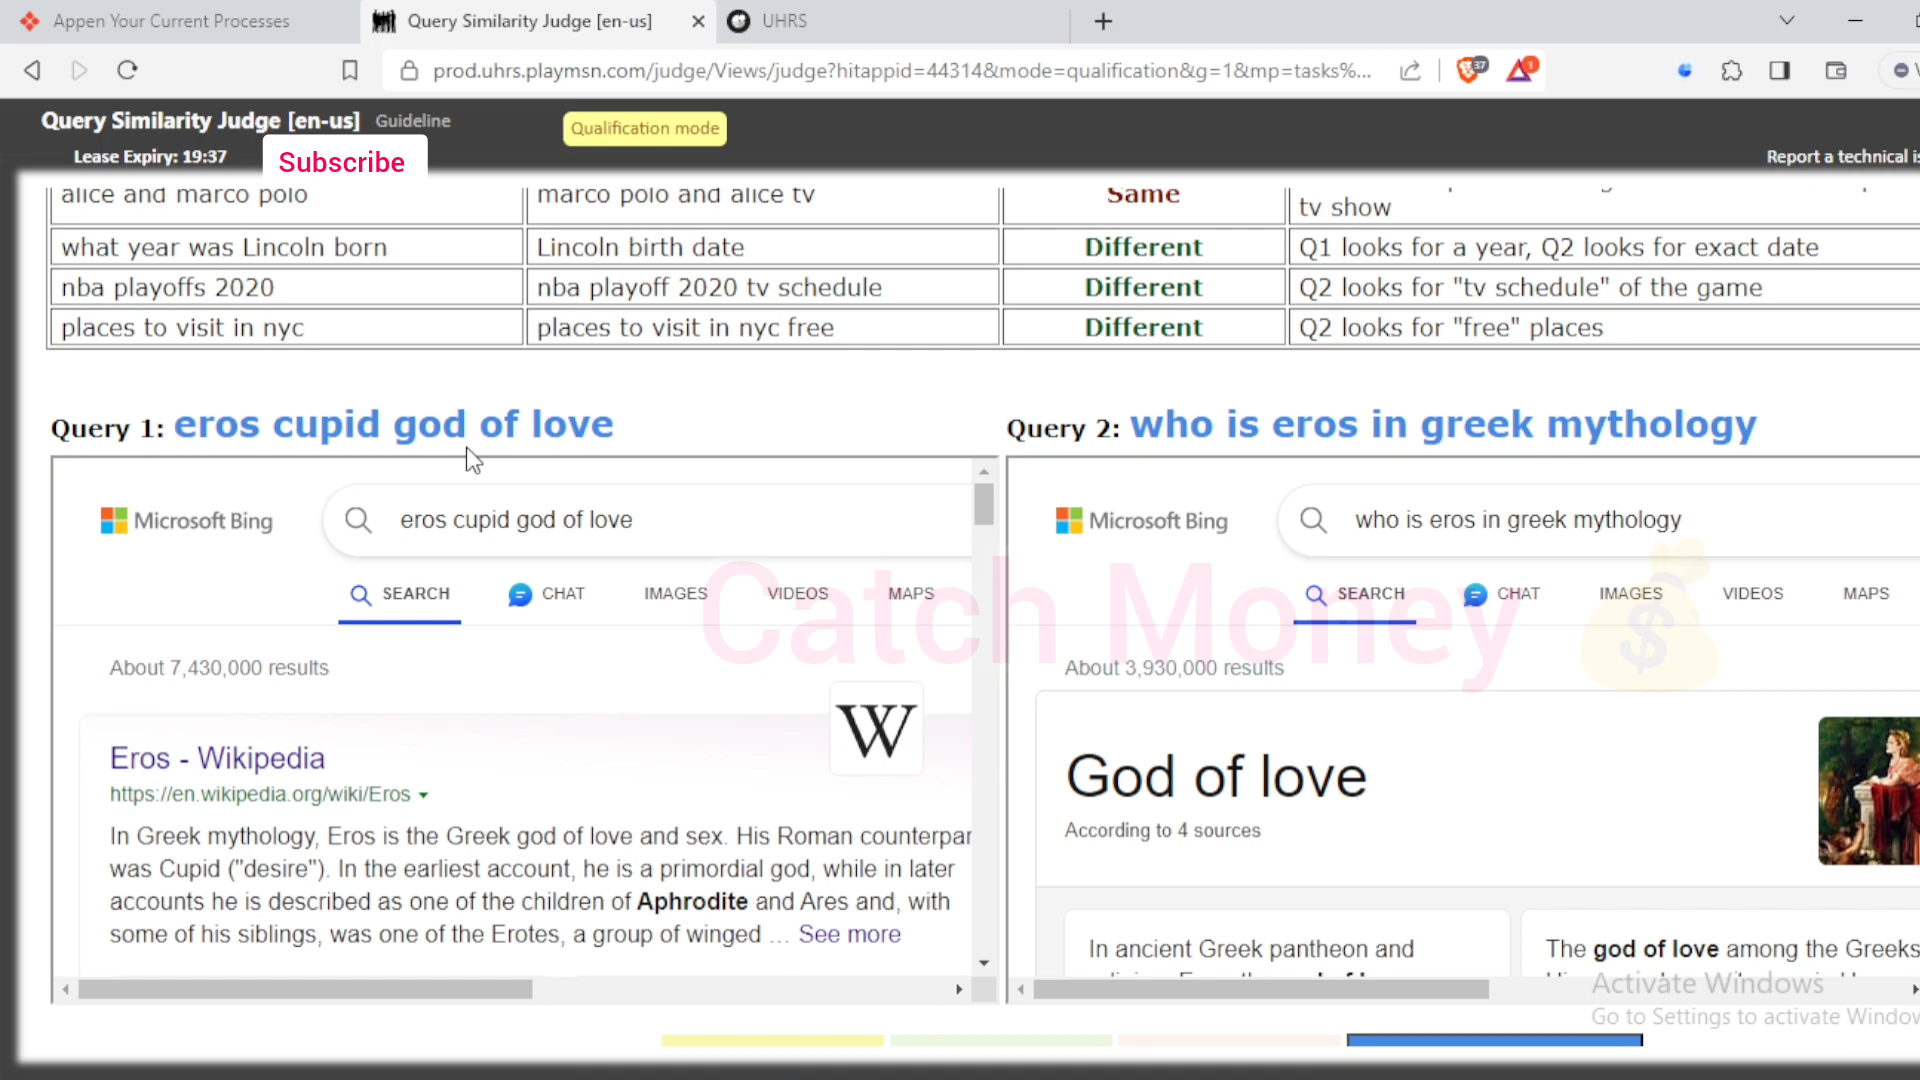 Appen Your Current Processes
Query Similarity Judge [en-us]
UHRS
prod.uhrs.playmsn.com/judge/Views/judge?hitappid=44314&mode=qualification&g=1&mp=tasks%...
37
1
Query Similarity Judge [en-us] Guideline
Qualification mode
Lease Expiry: 19:37
Subscribe
Report a technical is
alice and marco polo marco polo and alice tv Same
tv show
what year was Lincoln born Lincoln birth date Different Q1 looks for a year, Q2 looks for exact date
nba playoffs 2020 nba playoff 2020 tv schedule Different Q2 looks for "tv schedule" of the game
places to visit in nyc places to visit in nyc free Different Q2 looks for "free" places
Query 1: eros cupid god of love
Microsoft Bing
eros cupid god of love
SEARCH CHAT IMAGES VIDEOS MAPS
About 7,430,000 results
W
Eros - Wikipedia
https://en.wikipedia.org/wiki/Eros
In Greek mythology, Eros is the Greek god of love and sex. His Roman counterpar
was Cupid ("desire"). In the earliest account, he is a primordial god, while in later
accounts he is described as one of the children of Aphrodite and Ares and, with
some of his siblings, was one of the Erotes, a group of winged ... See more
Query 2: who is eros in greek mythology
Microsoft Bing
who is eros in greek mythology
SEARCH CHAT IMAGES VIDEOS MAPS
About 3,930,000 results
God of love
According to 4 sources
In ancient Greek pantheon and
The god of love among the Greeks
Catch Money
Activate Windows
Go to Settings to activate Window